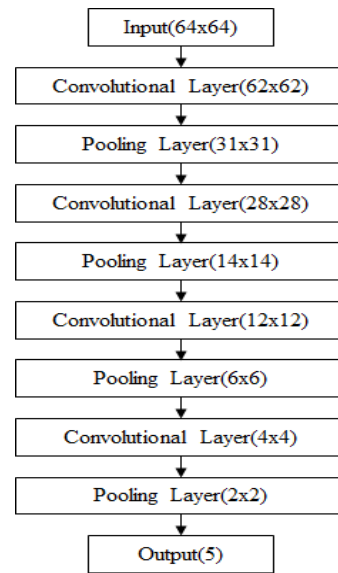 Input(64x64)
Convolutional Layer(62x62)
Pooling Layer(31x31)
Convolutional Layer(28x28)
Pooling Layer(14x14)
Convolutional Layer(12x12)
Pooling Layer(6x6)
Convolutional Layer(4x4)
Pooling Layer(2x2)
Output(5)